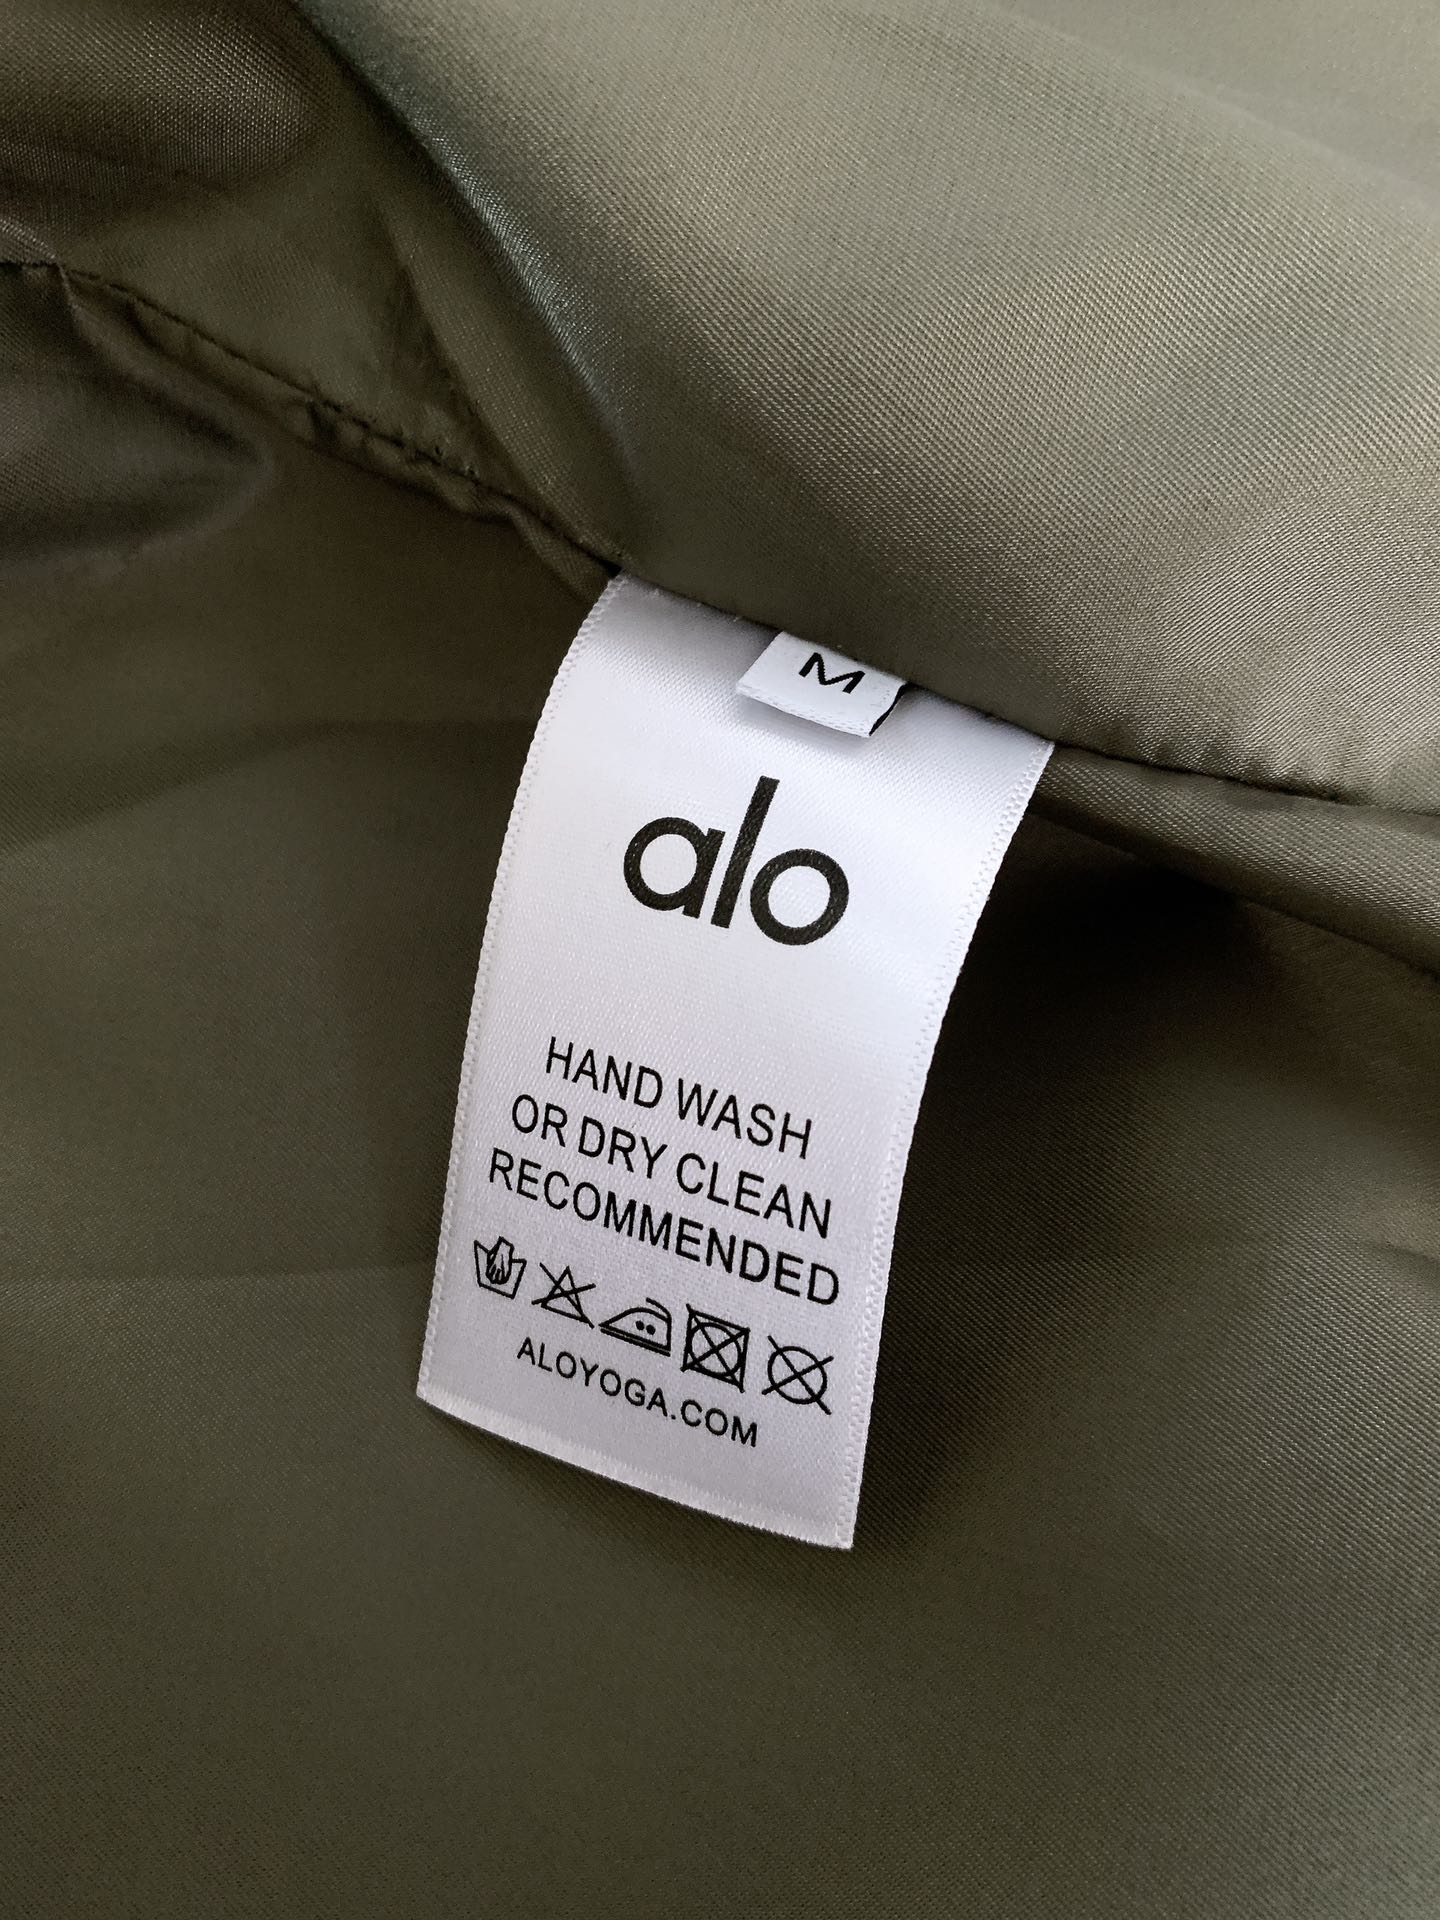 M
alo
HAND WASH
OR DRY CLEAN
RECOMMENDED
ALOYOGA.COM